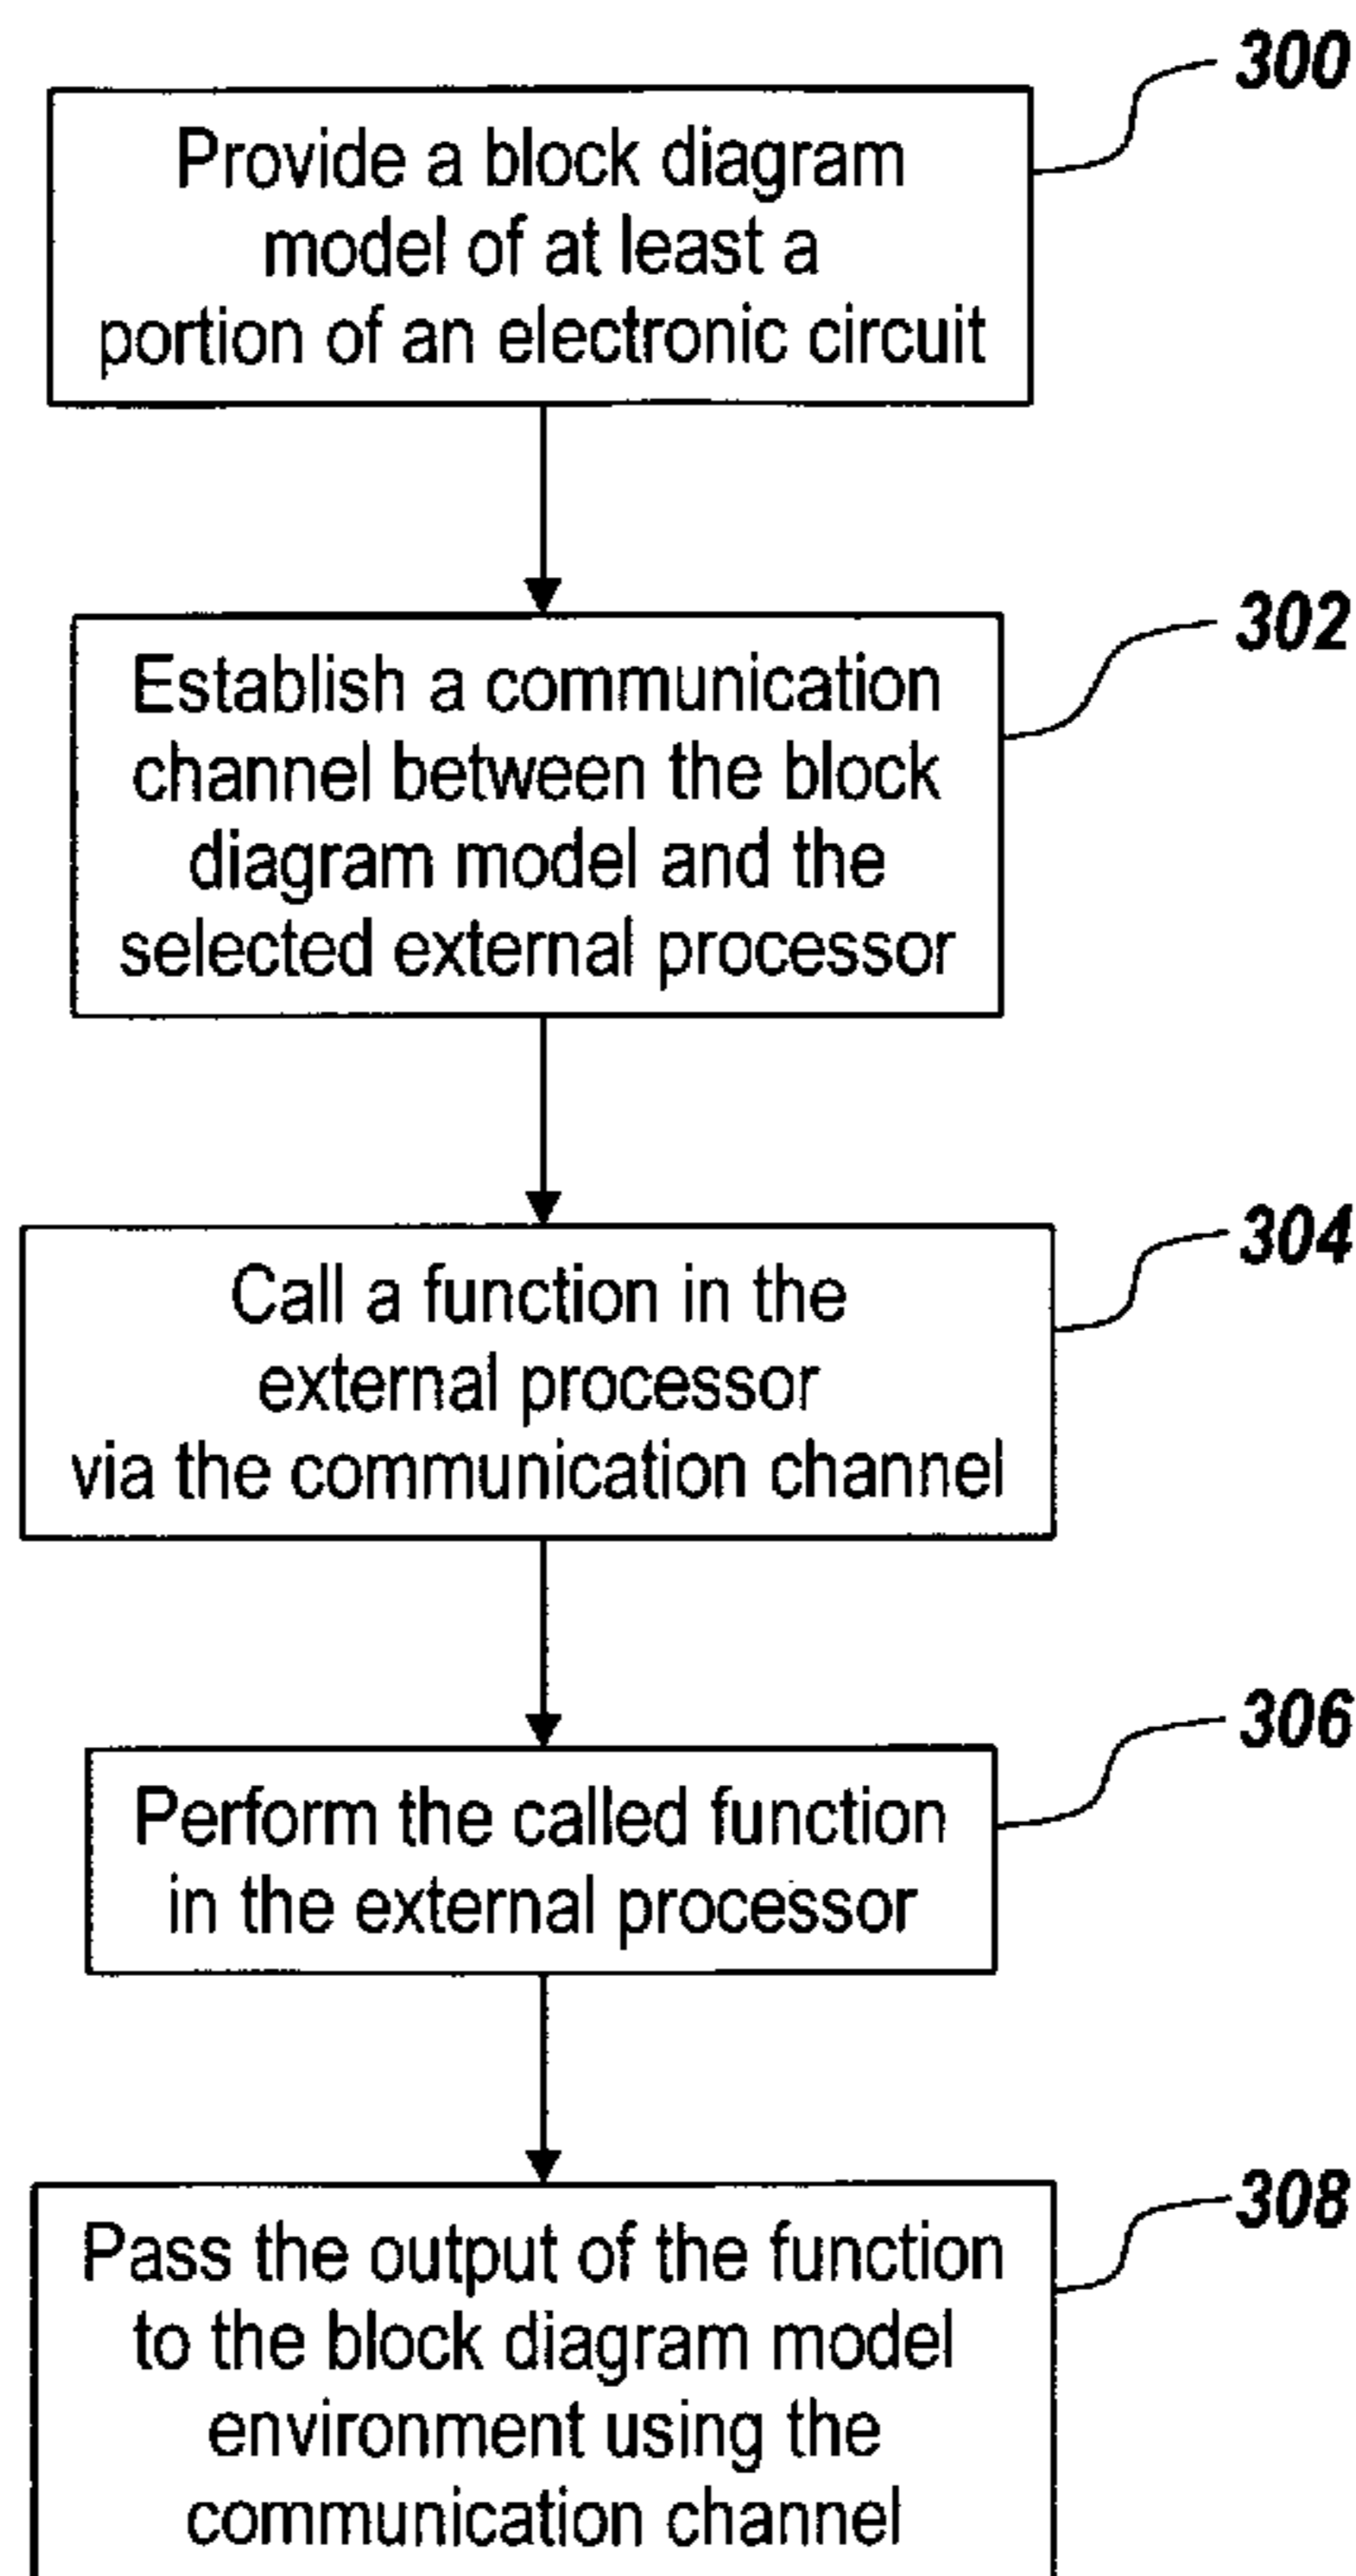 300
Provide a block diagram
model of at least a
portion of an electronic circuit
302
Establish a communication
channel between the block
diagram model and the
selected external processor
304
Call a function in the
external processor
via the communication channel
306
Perform the called function
in the external processor
308
Pass the output of the function
to the block diagram model
environment using the
communication channel